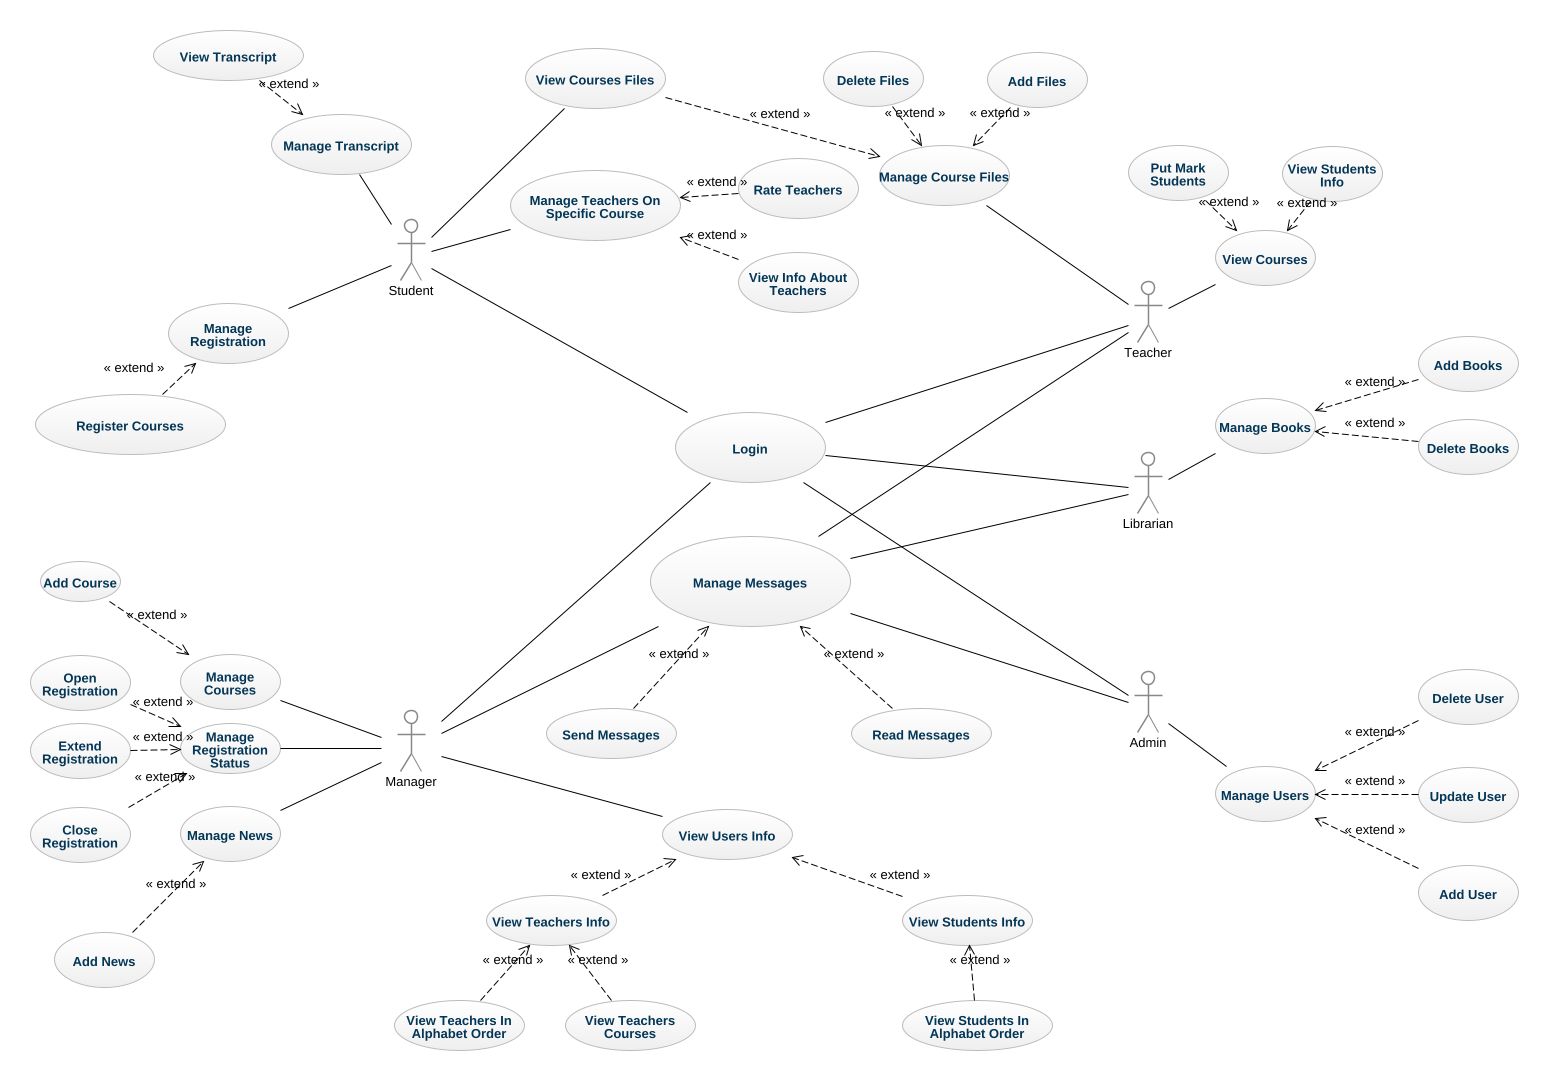 View Transcript
« extend »
Manage Transcript
View Courses Files
« extend »
Delete Files
« extend »
Add Files
« extend »
Manage Course Files
Manage Teachers On
Specific Course
« extend »
Rate Teachers
« extend »
View Info About
Teachers
Put Mark
Students
« extend »
View Students
Info
« extend »
View Courses
Student
Teacher
Manage
Registration
« extend »
Register Courses
Login
Manage Books
« extend »
Add Books
« extend »
Delete Books
Librarian
Manage Messages
« extend »
Send Messages
« extend »
Read Messages
Add Course
« extend »
Manage
Courses
Open
Registration
« extend »
Extend
Registration
« extend »
Manage
Registration
Status
Close
Registration
« extend »
Manage News
« extend »
Add News
Manager
Admin
Manage Users
« extend »
Delete User
« extend »
Update User
« extend »
Add User
View Users Info
« extend »
View Teachers Info
« extend »
View Students Info
« extend »
View Teachers In
Alphabet Order
« extend »
View Teachers
Courses
« extend »
View Students In
Alphabet Order